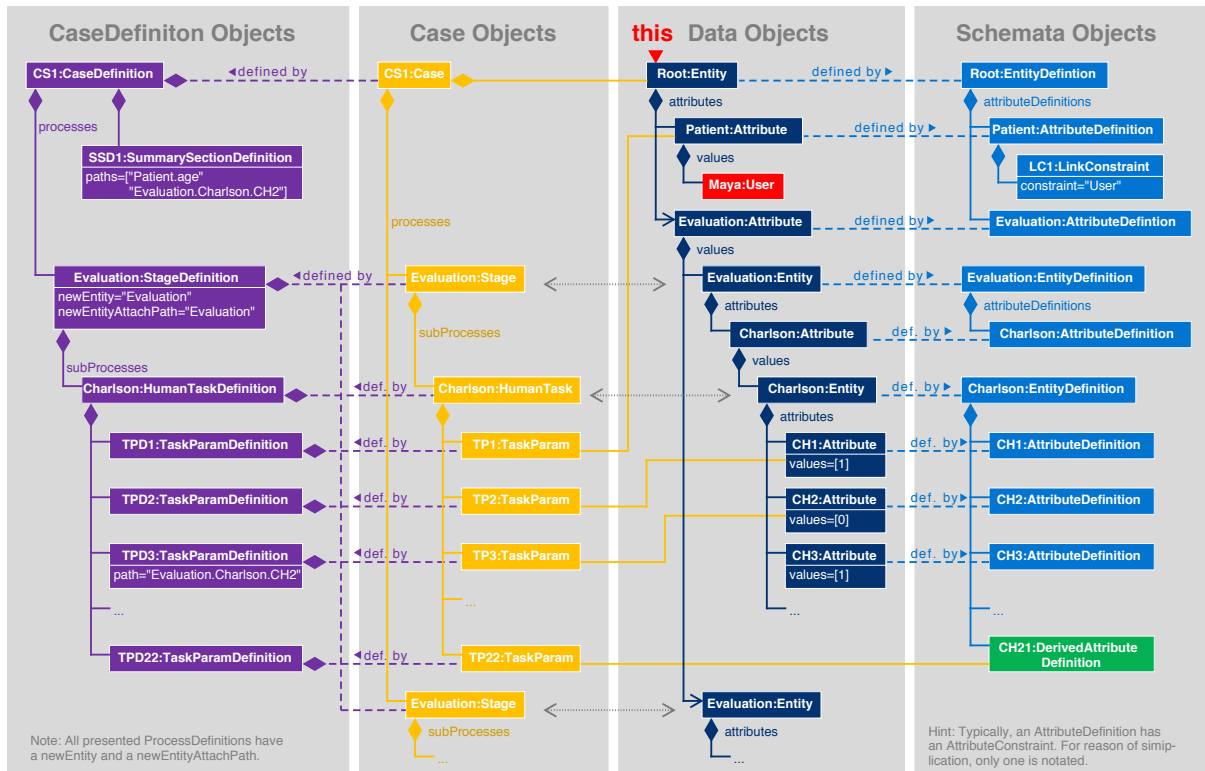 CaseDefiniton Objects
Case Objects
this
Data Objects
Schemata Objects
CS1:CaseDefinition
◄defined by
CS1:Case
Root:Entity
defined by►
Root:EntityDefintion
processes
attributes
attributeDefinitions
Patient:Attribute
defined by►
Patient:AttributeDefinition
SSD1:SummarySectionDefinition
paths=["Patient.age"
"Evaluation.Charlson.CH2"]
values
Maya:User
LC1:LinkConstraint
constraint="User"
processes
Evaluation:Attribute
defined by►
Evaluation:AttributeDefintion
values
Evaluation:StageDefinition
newEntity="Evaluation"
newEntityAttachPath="Evaluation"
◄defined by
Evaluation:Stage
Evaluation:Entity
defined by►
Evaluation:EntityDefinition
attributes
attributeDefinitions
subProcesses
Charlson:Attribute
def. by►
Charlson:AttributeDefinition
subProcesses
values
Charlson:HumanTaskDefinition
◄def. by
Charlson:HumanTask
Charlson:Entity
def. by►
Charlson:EntityDefinition
attributes
TPD1:TaskParamDefinition
◄def. by
TP1:TaskParam
CH1:Attribute
values=[1]
def. by►
CH1:AttributeDefinition
TPD2:TaskParamDefinition
◄def. by
TP2:TaskParam
CH2:Attribute
values=[0]
def. by►
CH2:AttributeDefinition
TPD3:TaskParamDefinition
path="Evaluation.Charlson.CH2"
◄def. by
TP3:TaskParam
CH3:Attribute
values=[1]
def. by►
CH3:AttributeDefinition
...
...
...
TPD22:TaskParamDefinition
◄def. by
TP22:TaskParam
CH21:DerivedAttribute
Definition
Evaluation:Stage
Evaluation:Entity
subProcesses
attributes
...
...
Note: All presented ProcessDefinitions have
a newEntity and a newEntityAttachPath.
Hint: Typically, an AttributeDefinition has
an AttributeConstraint. For reason of simip-
lication, only one is notated.